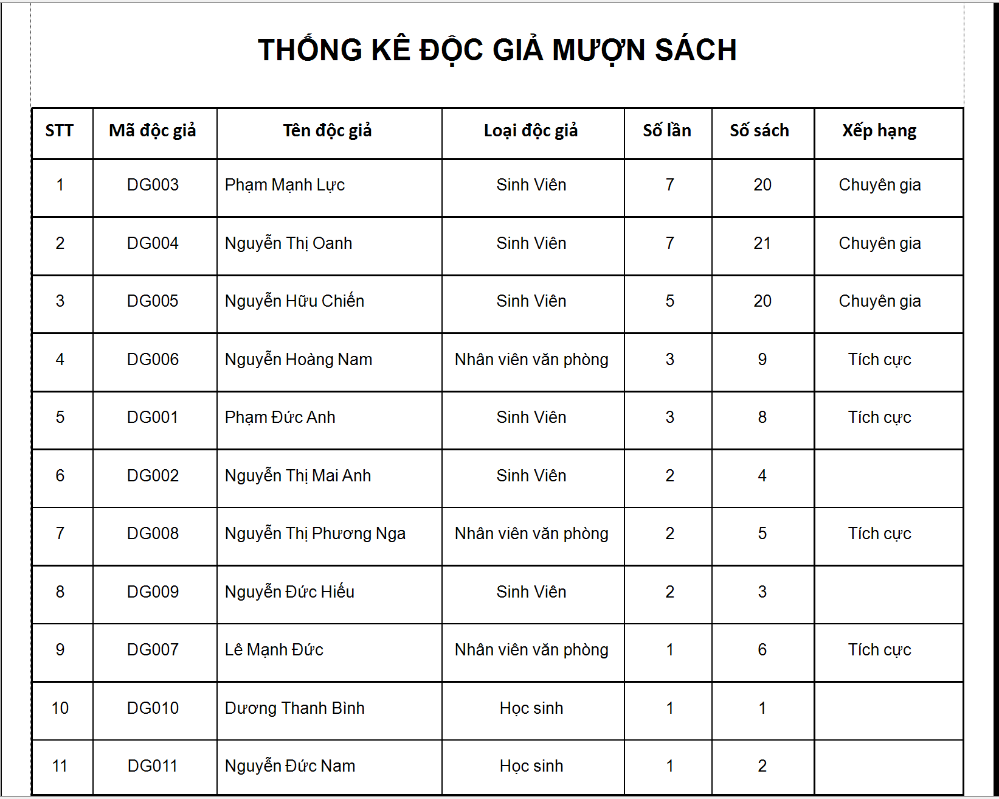 THỐNG KÊ ĐỘC GIẢ MƯỢN SÁCH
STT Mã độc giả Tên độc giả Loại độc giả Số lần Số sách Xếp hạng
1 DG003 Phạm Mạnh Lực Sinh Viên 7 20 Chuyên gia
2 DG004 Nguyễn Thị Oanh Sinh Viên 7 21 Chuyên gia
3 DG005 Nguyễn Hữu Chiến Sinh Viên 5 20 Chuyên gia
4 DG006 Nguyễn Hoàng Nam Nhân viên văn phòng 3 9 Tích cực
5 DG001 Phạm Đức Anh Sinh Viên 3 8 Tích cực
6 DG002 Nguyễn Thị Mai Anh Sinh Viên 2 4
7 DG008 Nguyễn Thị Phương Nga Nhân viên văn phòng 2 5 Tích cực
8 DG009 Nguyễn Đức Hiếu Sinh Viên 2 3
9 DG007 Lê Mạnh Đức Nhân viên văn phòng 1 6 Tích cực
10 DG010 Dương Thanh Bình Học sinh 1 1
11 DG011 Nguyễn Đức Nam Học sinh 1 2